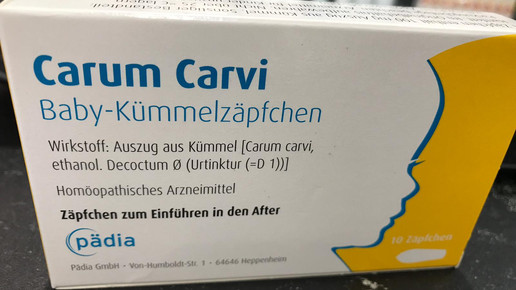 Carum Carvi
Baby-Kümmelzäpfchen
Wirkstoff: Auszug aus Kümmel [Carum carvi,
ethanol. Decoctum Ø (Urtinktur (=D 1))]
Homöopathisches Arzneimittel
Zäpfchen zum Einführen in den After
pädia
Pädia GmbH - Von-Humboldt-Str. 1 - 64646 Heppenheim
10 Zäpfchen